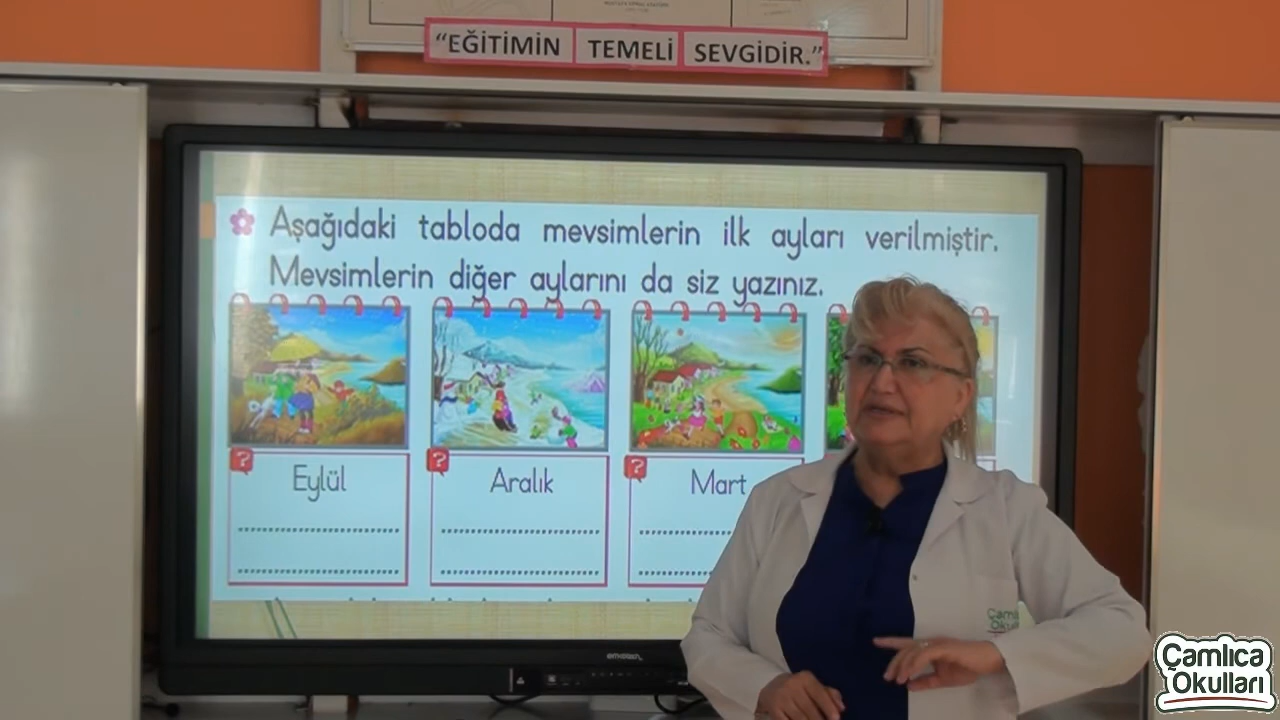 "EĞİTİMİN TEMELİ SEVGİDİR."
Aşağıdaki tabloda mevsimlerin ilk ayları verilmiştir.
Mevsimlerin diğer aylarını da siz yazınız.
? Eylül
? Aralık
? Mart
Çamlıca
Okulları